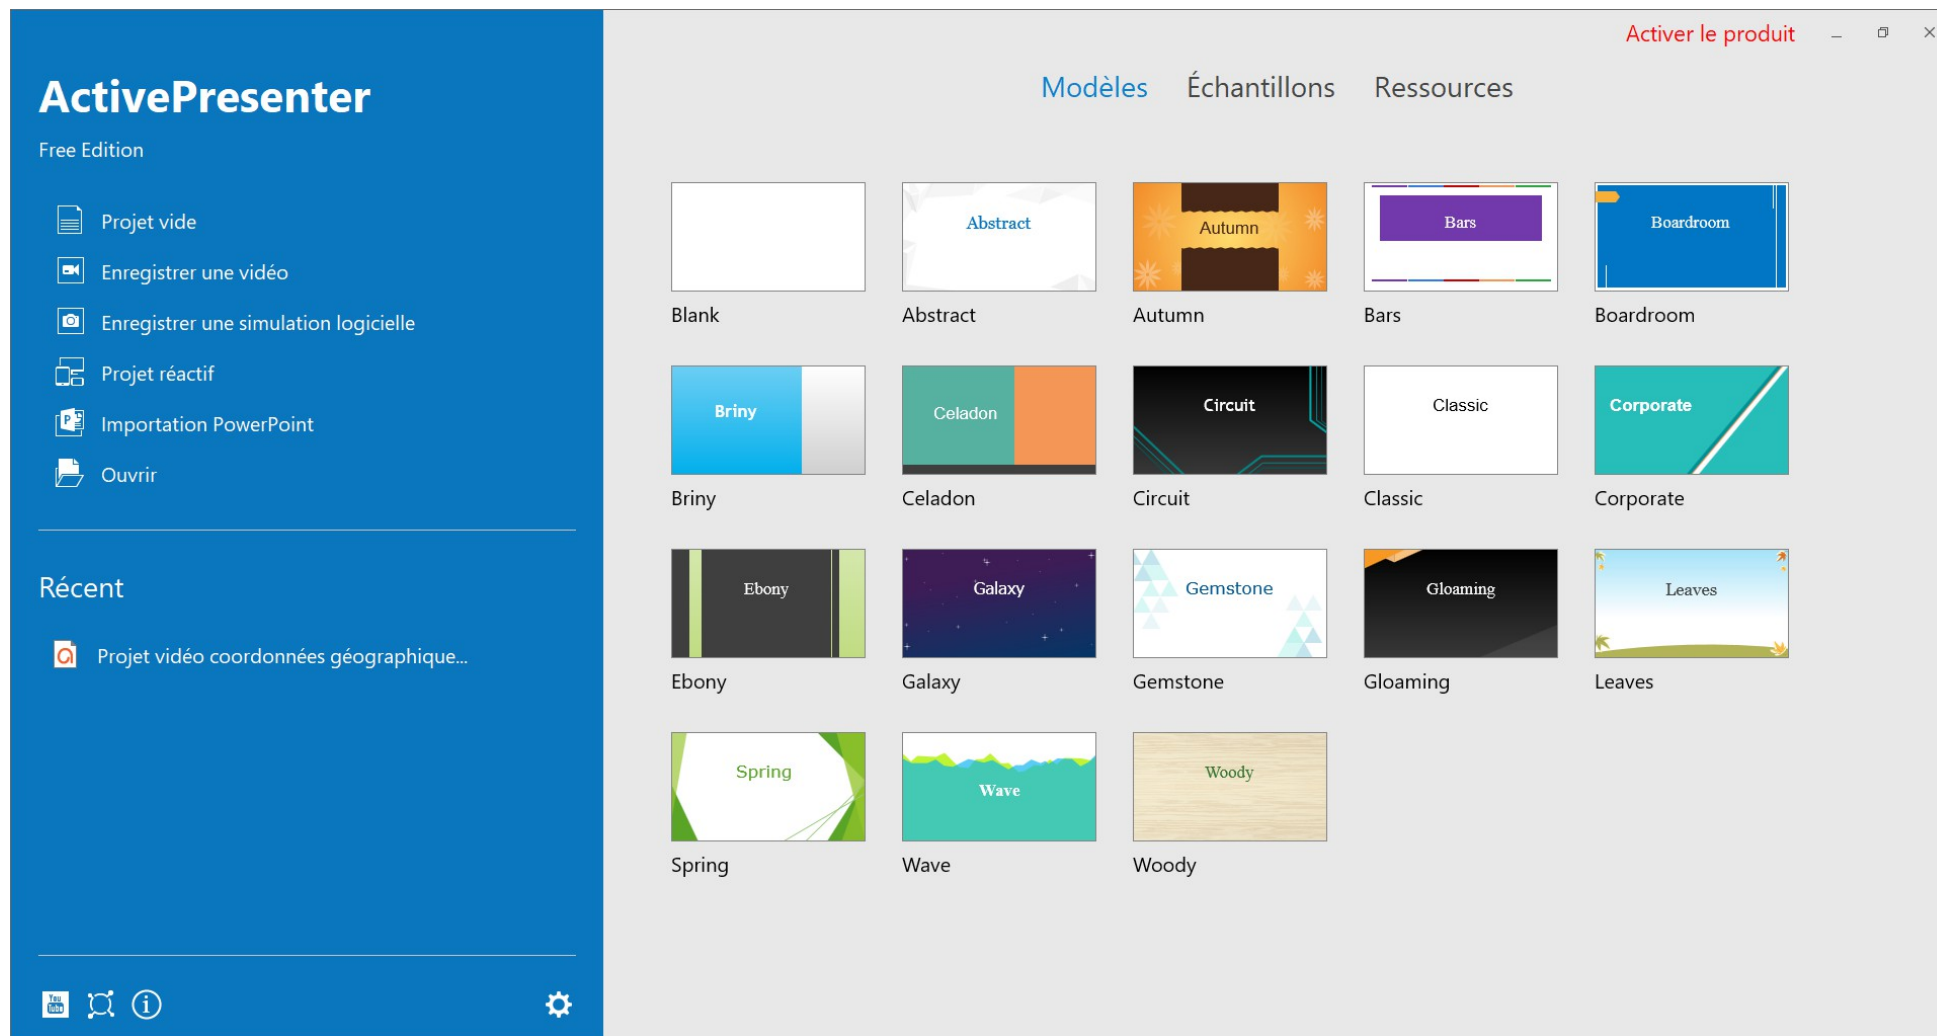 Activer le produit
ActivePresenter
Free Edition
Projet vide
Enregistrer une vidéo
Enregistrer une simulation logicielle
Projet réactif
Importation PowerPoint
Ouvrir
Récent
Projet vidéo coordonnées géographique...
You
Tube
Modèles Échantillons Ressources
Abstract Autumn Bars Boardroom
Blank Abstract Autumn Bars Boardroom
Briny Celadon Circuit Classic Corporate
Briny Celadon Circuit Classic Corporate
Ebony Galaxy Gemstone Gloaming Leaves
Ebony Galaxy Gemstone Gloaming Leaves
Spring Wave Woody
Spring Wave Woody